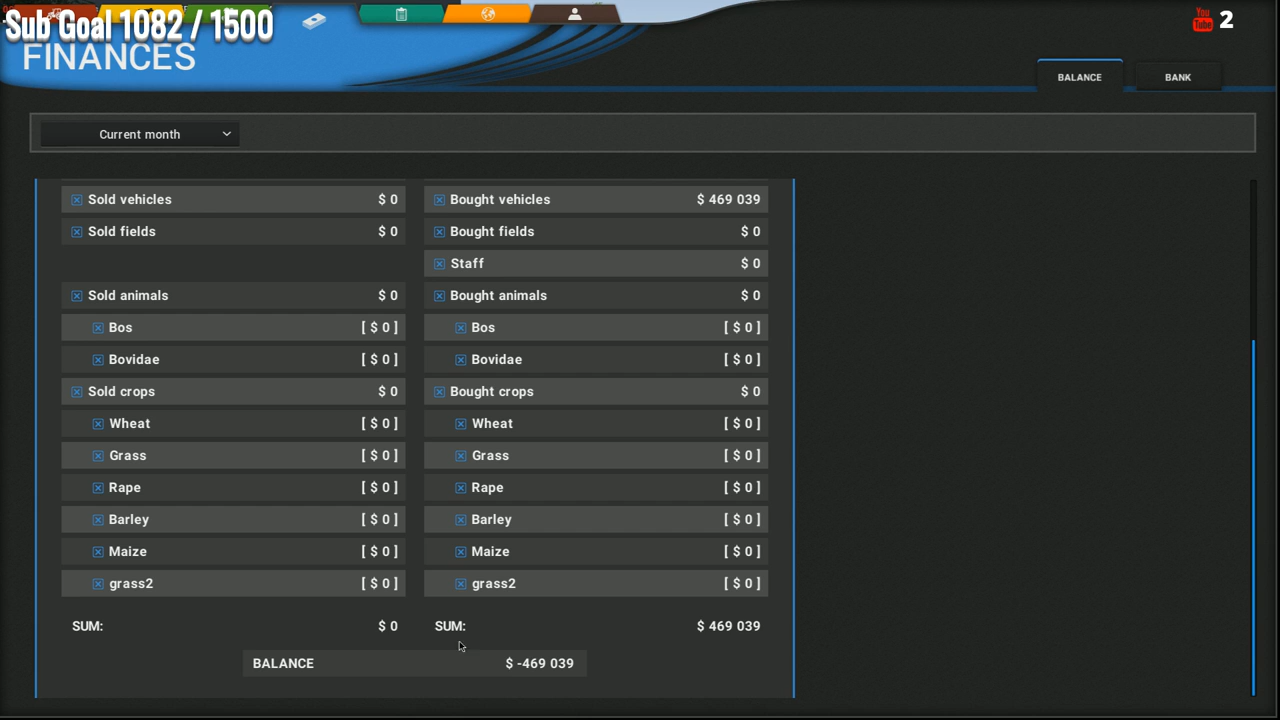 Sub Goal 1082 / 1500
You Tube 2
FINANCES
BALANCE BANK
Current month
Sold vehicles $ 0 Bought vehicles $ 469 039
Sold fields $ 0 Bought fields $ 0
Staff $ 0
Sold animals $ 0 Bought animals $ 0
Bos [ $ 0 ] Bos [ $ 0 ]
Bovidae [ $ 0 ] Bovidae [ $ 0 ]
Sold crops $ 0 Bought crops $ 0
Wheat [ $ 0 ] Wheat [ $ 0 ]
Grass [ $ 0 ] Grass [ $ 0 ]
Rape [ $ 0 ] Rape [ $ 0 ]
Barley [ $ 0 ] Barley [ $ 0 ]
Maize [ $ 0 ] Maize [ $ 0 ]
grass2 [ $ 0 ] grass2 [ $ 0 ]
SUM: $ 0 SUM: $ 469 039
BALANCE $ -469 039